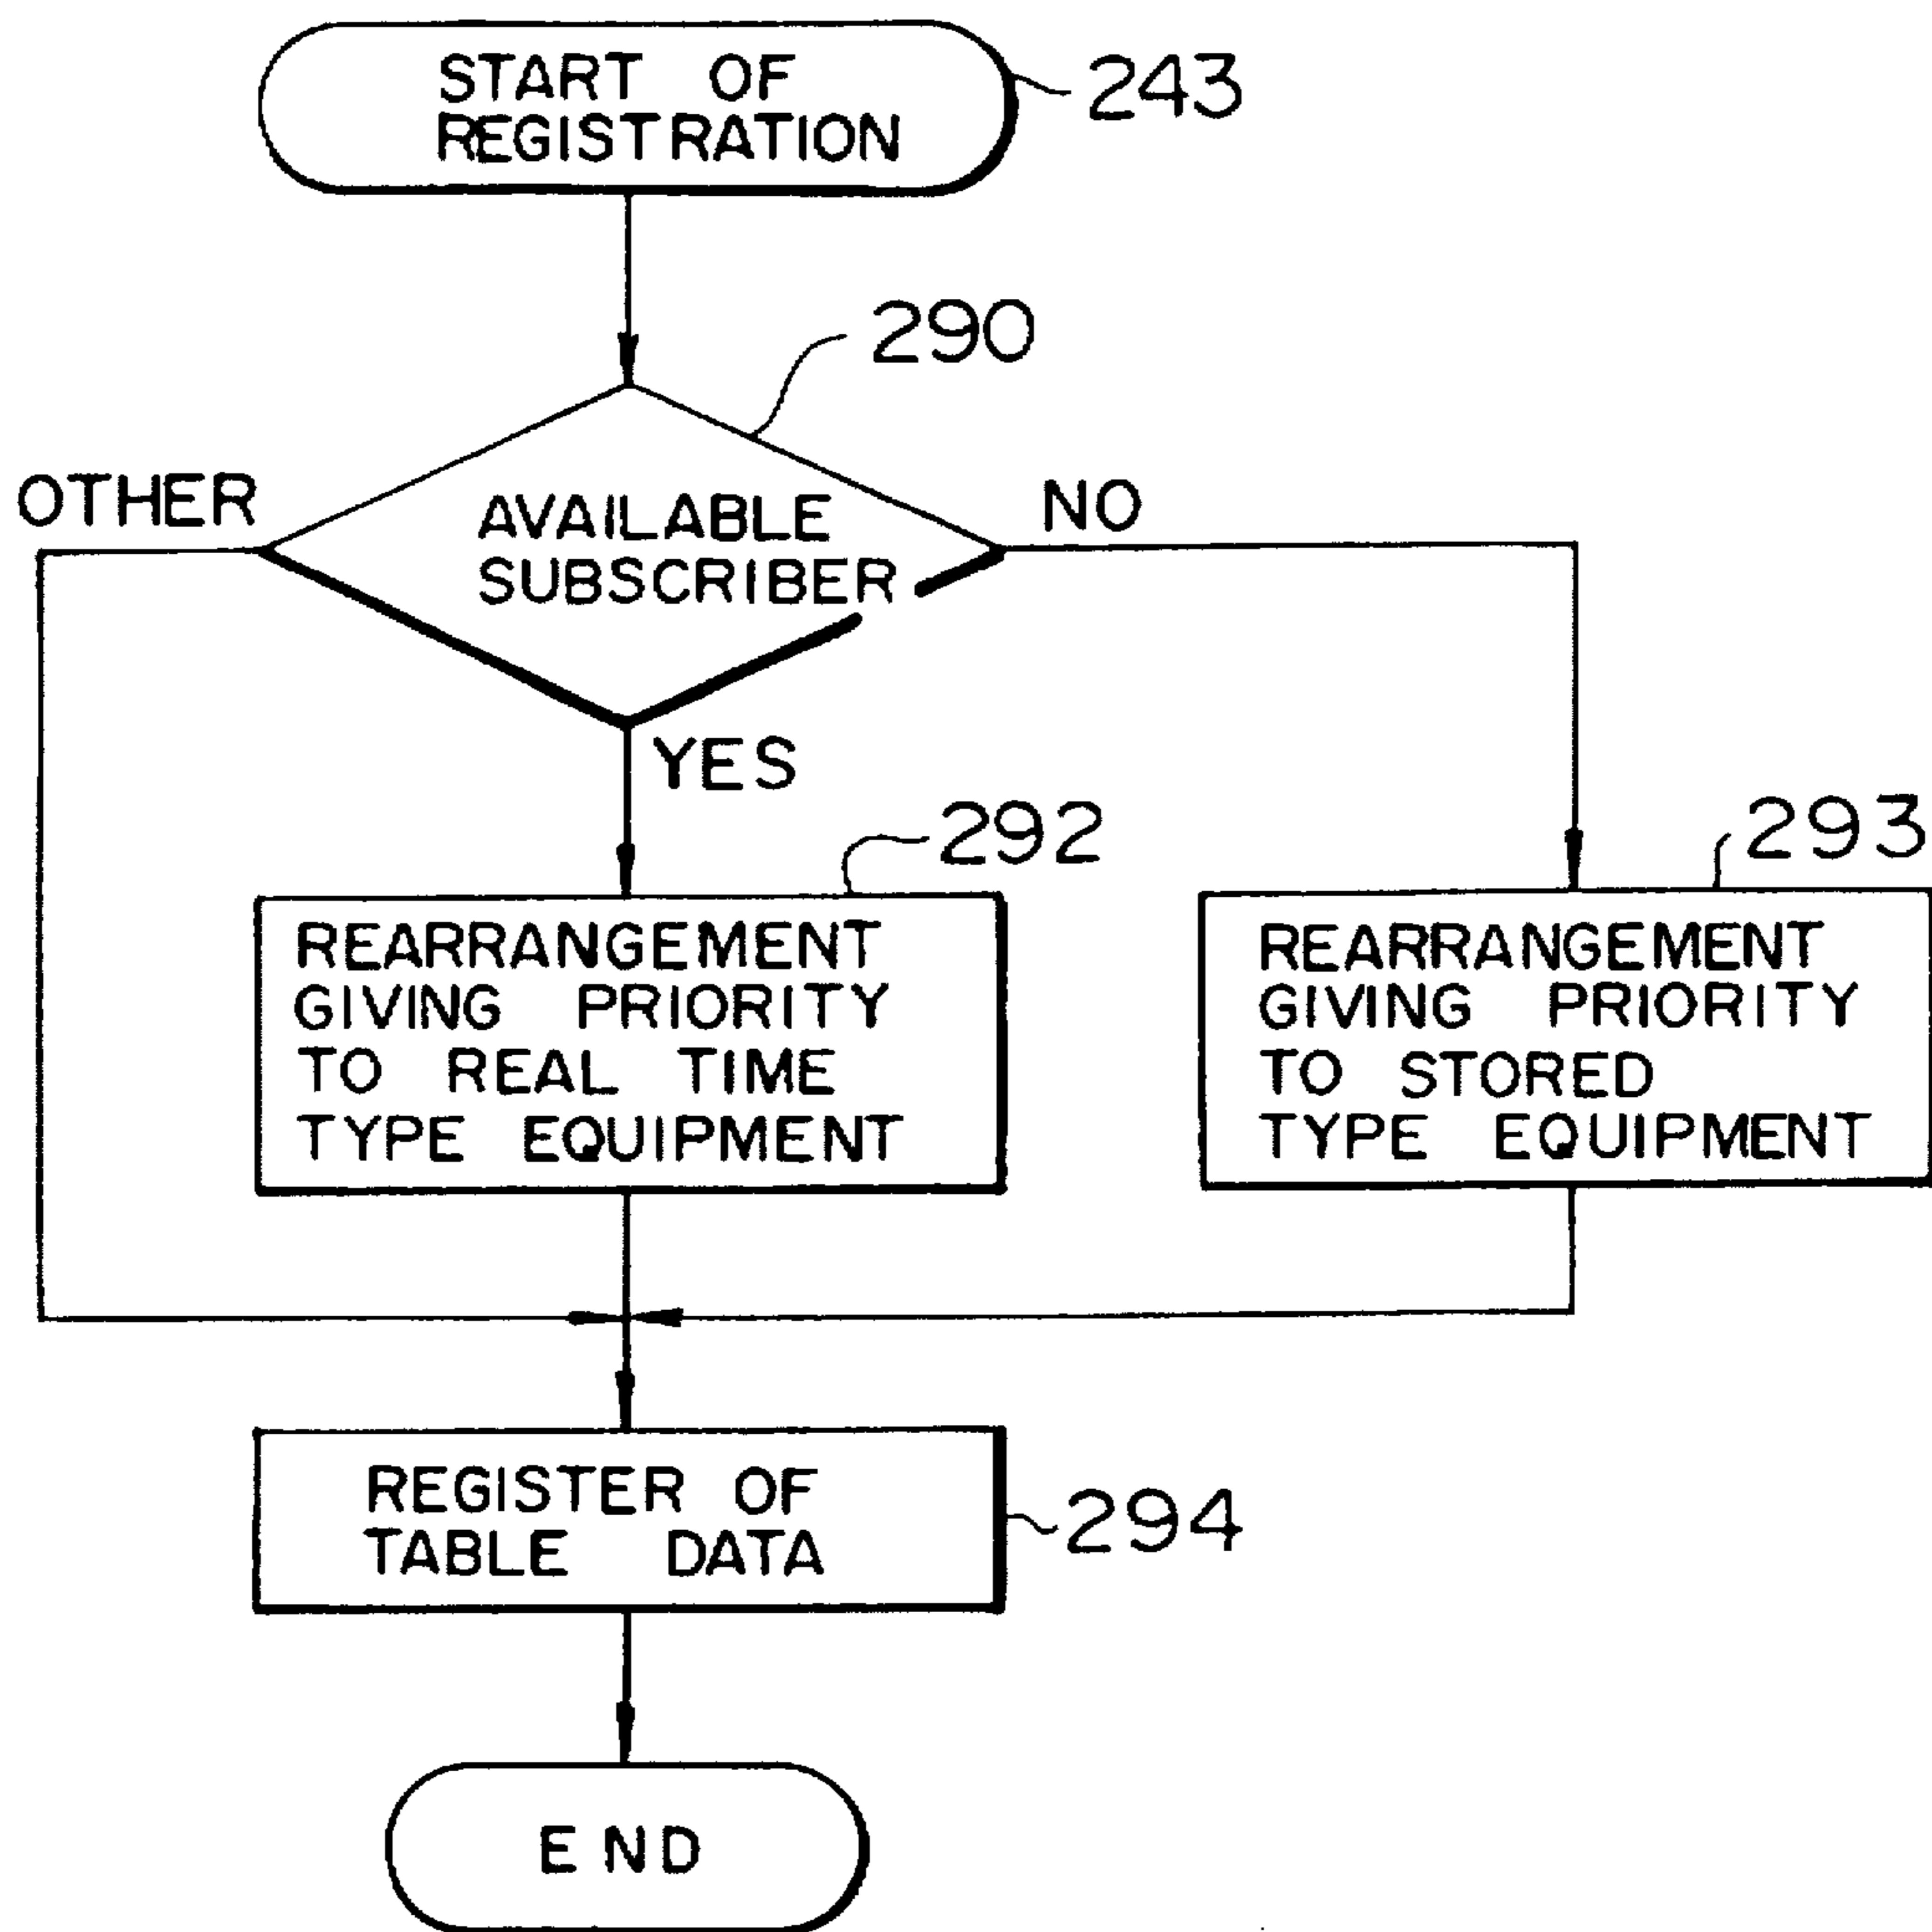 START OF
REGISTRATION
243
290
OTHER
AVAILABLE
SUBSCRIBER
NO
YES
292
293
REARRANGEMENT
GIVING PRIORITY
TO REAL TIME
TYPE EQUIPMENT
REARRANGEMENT
GIVING PRIORITY
TO STORED
TYPE EQUIPMENT
REGISTER OF
TABLE DATA
294
END